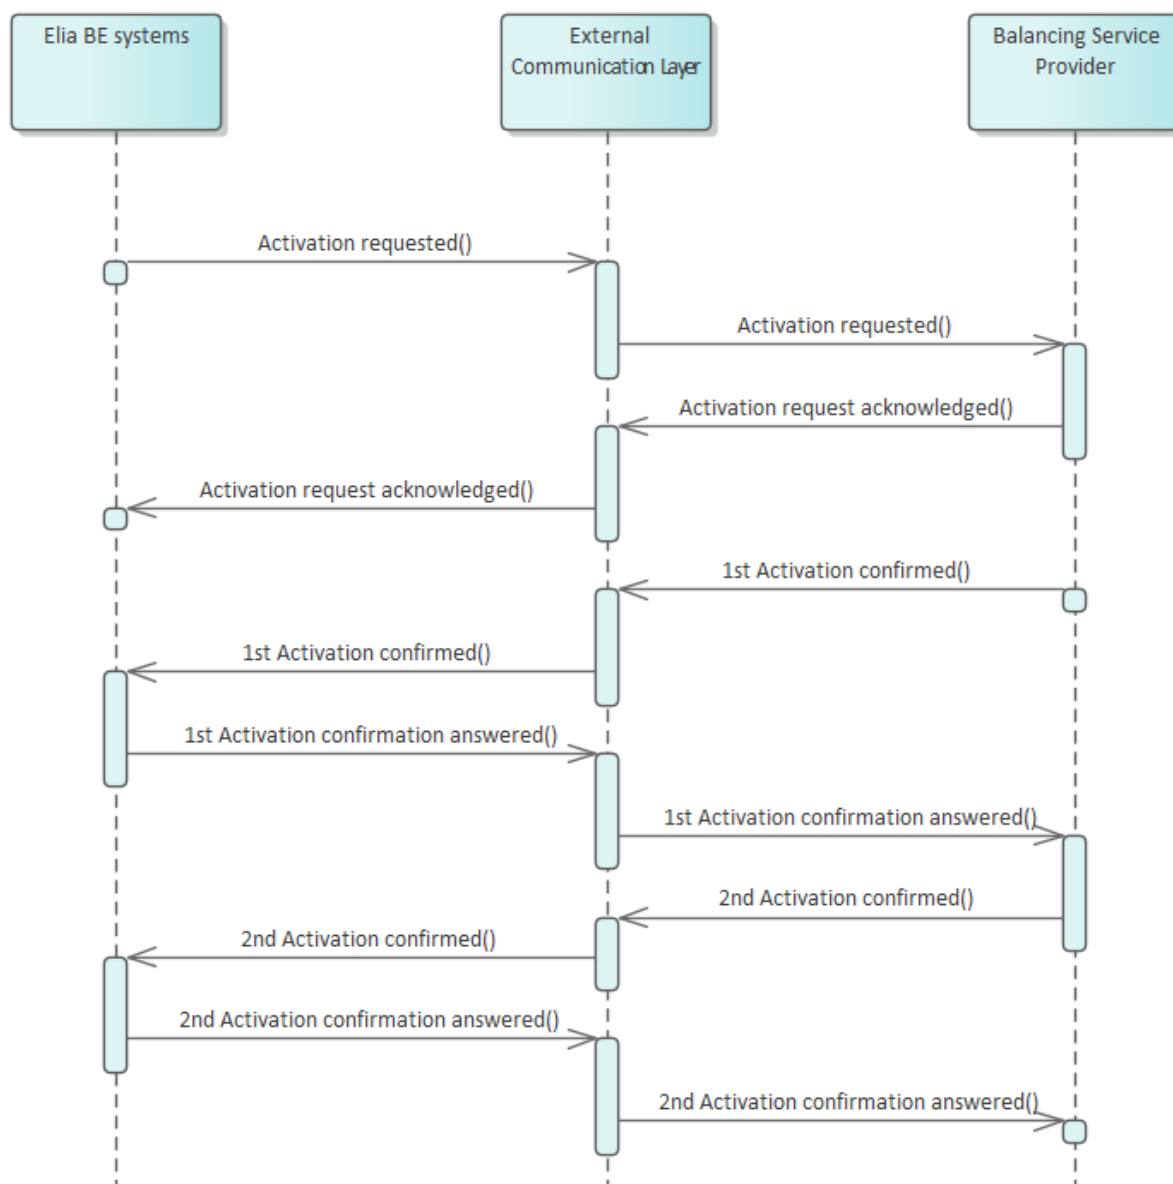 Elia BE systems
External
Communication Layer
Balancing Service
Provider
Activation requested()
Activation requested()
Activation request acknowledged()
Activation request acknowledged()
1st Activation confirmed()
1st Activation confirmed()
1st Activation confirmation answered()
1st Activation confirmation answered()
2nd Activation confirmed()
2nd Activation confirmed()
2nd Activation confirmation answered()
2nd Activation confirmation answered()